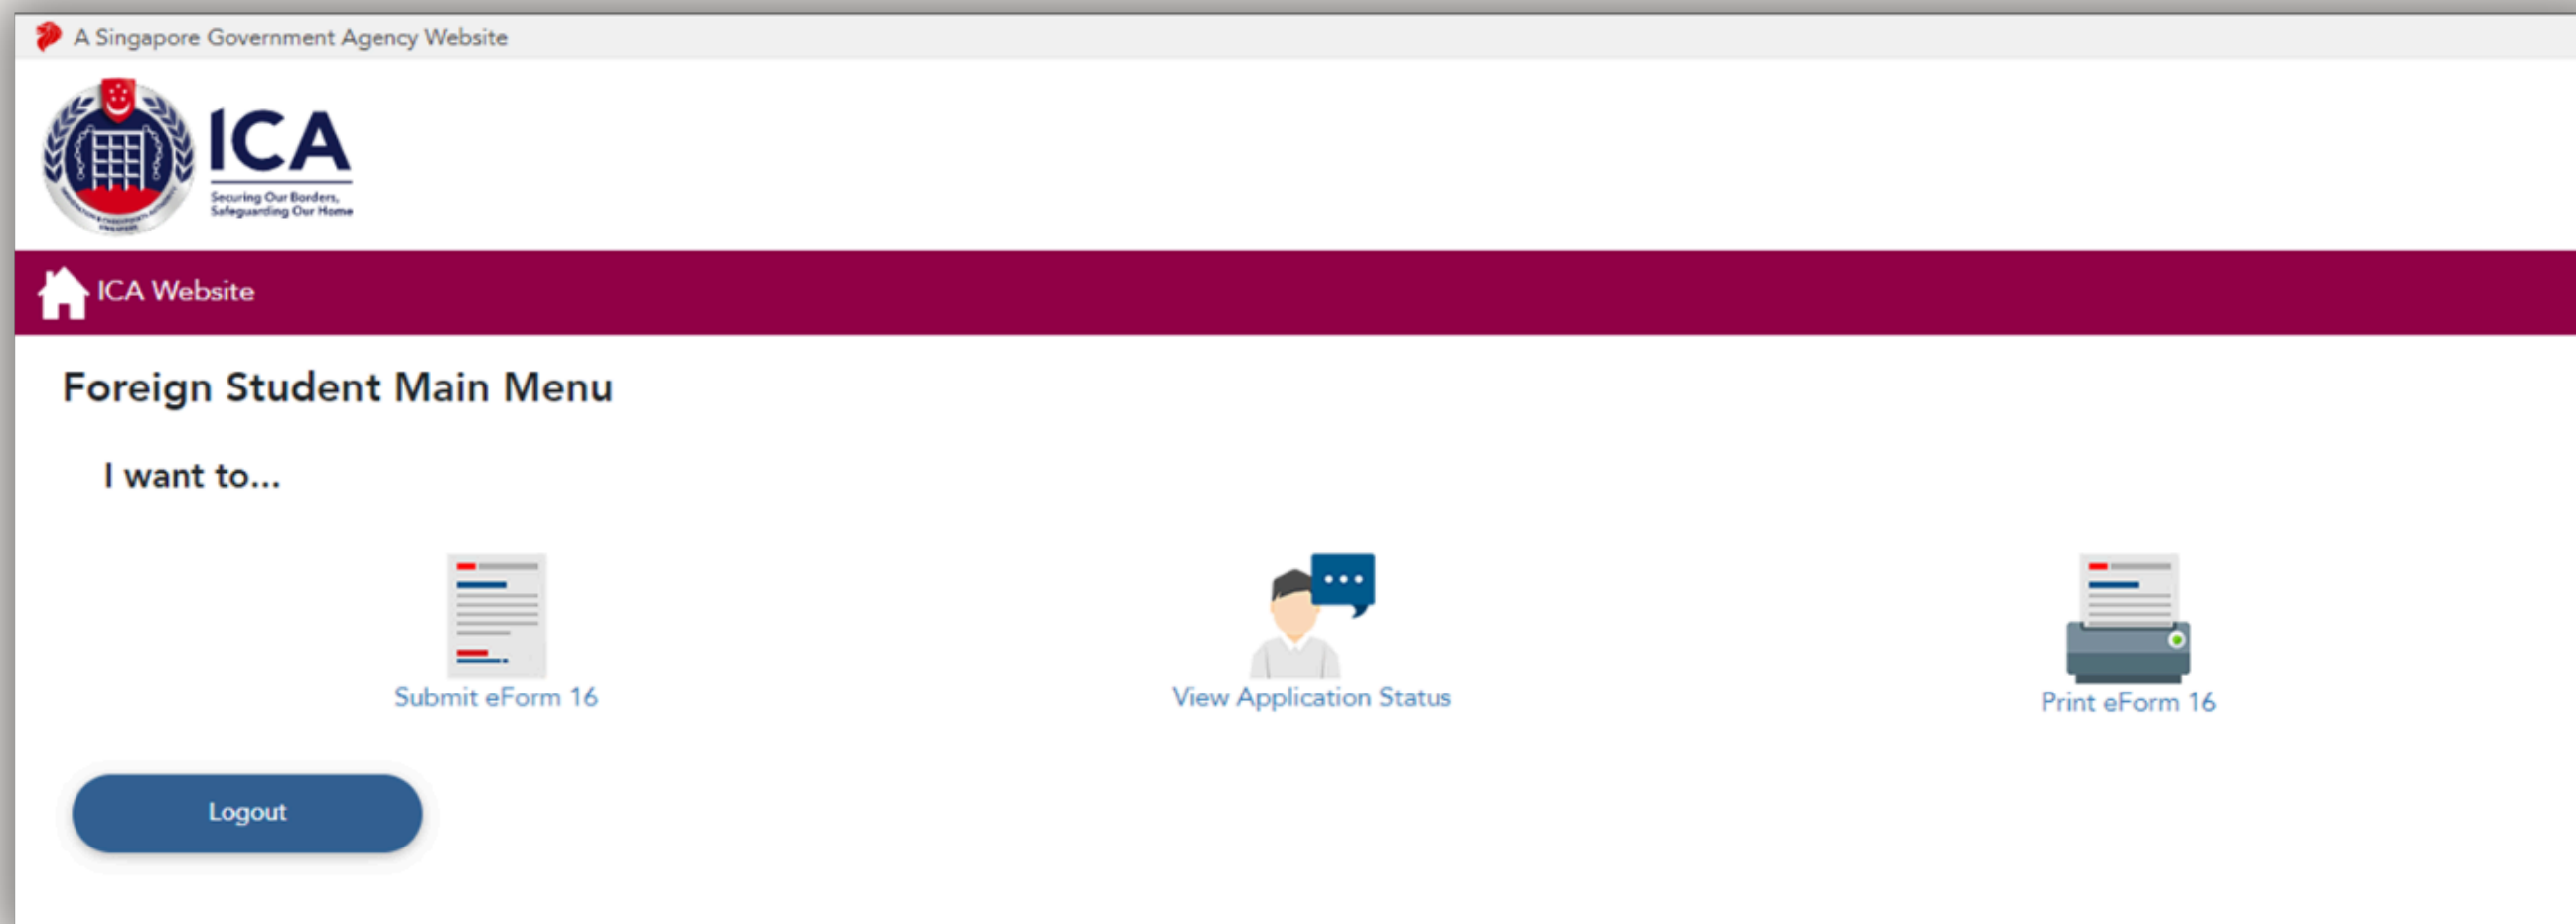 A Singapore Government Agency Website
ICA
Securing Our Borders,
Safeguarding Our Home
ICA Website
Foreign Student Main Menu
I want to...
Submit eForm 16
View Application Status
Print eForm 16
Logout